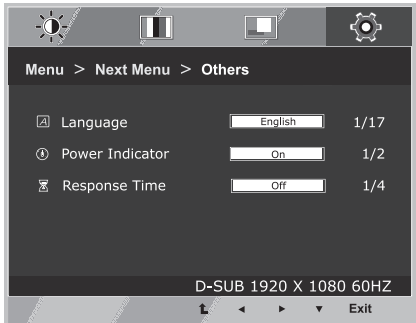 Menu > Next Menu > Others
Language English 1/17
Power Indicator On 1/2
Response Time Off 1/4
D-SUB 1920 X 1080 60HZ
Exit